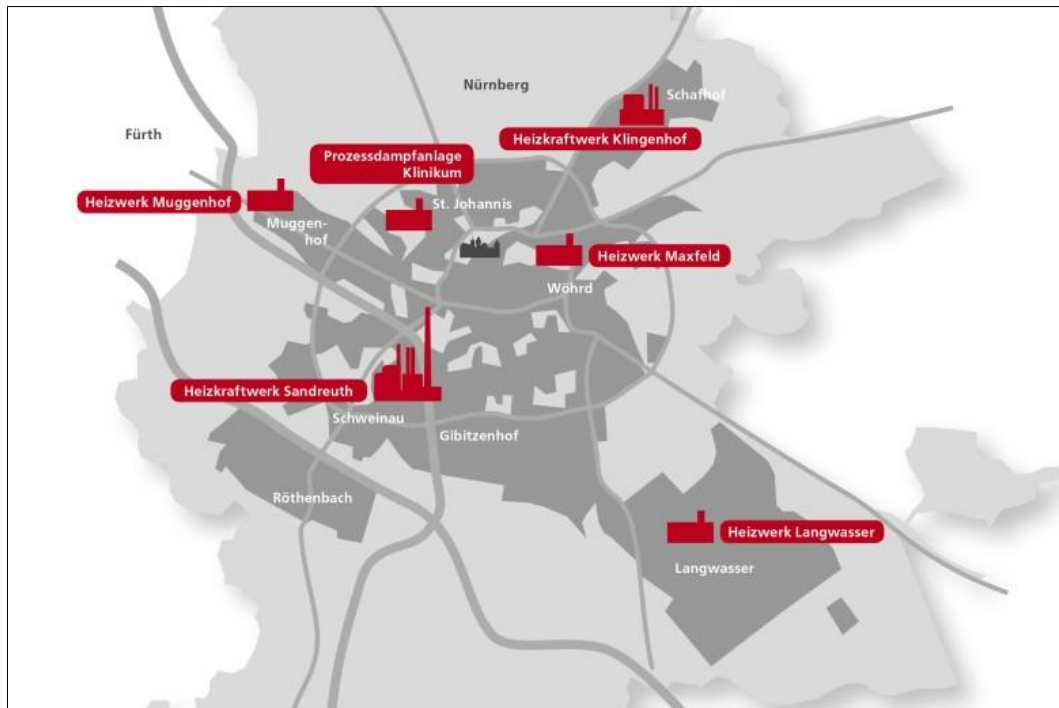 Nürnberg
Schafhof
Fürth
Heizkraftwerk Klingenhof
Prozessdampfanlage
Klinikum
Heizwerk Muggenhof
St. Johannis
Muggen-
hof
Heizwerk Maxfeld
Wöhrd
Heizkraftwerk Sandreuth
Schweinau
Gibitzenhof
Röthenbach
Heizwerk Langwasser
Langwasser